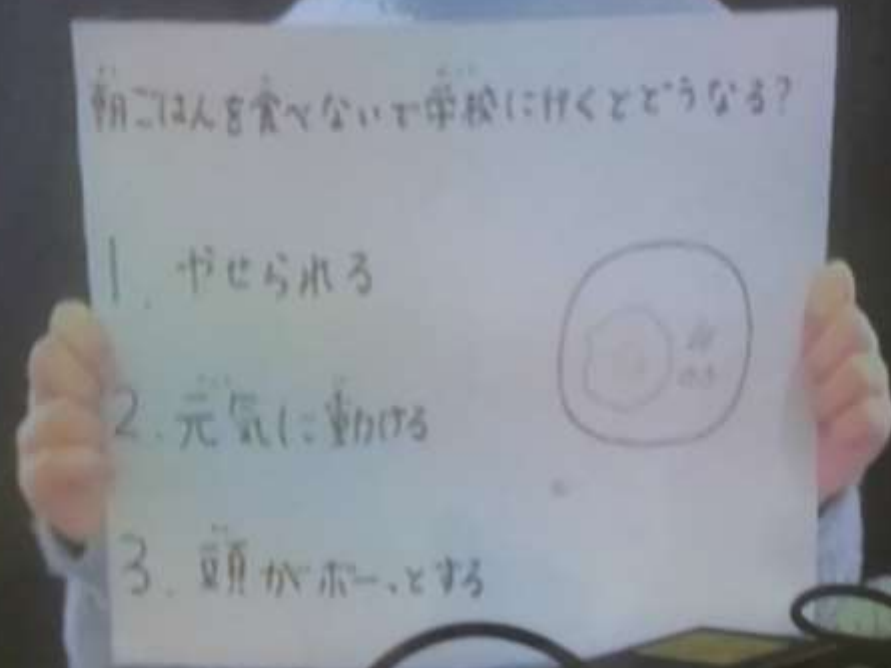 朝ごはんを食べないで学校に行くとどうなる?
1. やせられる
2. 元気に動ける
3. 頭がボーっとする